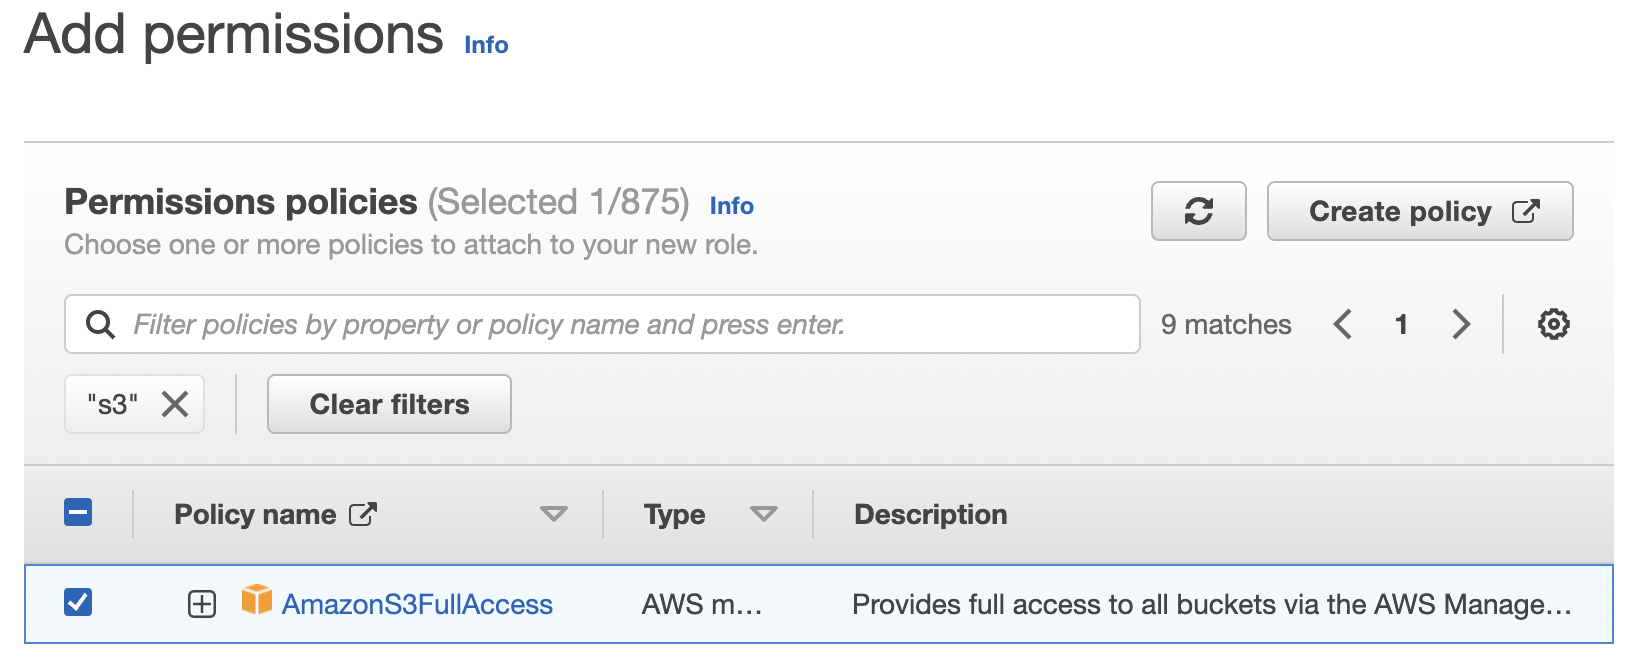 Add permissions Info
Permissions policies (Selected 1/875) Info
Create policy
Choose one or more policies to attach to your new role.
Filter policies by property or policy name and press enter.
9 matches 1
"s3"
Clear filters
Policy name Type Description
AmazonS3FullAccess AWS m... Provides full access to all buckets via the AWS Manage...